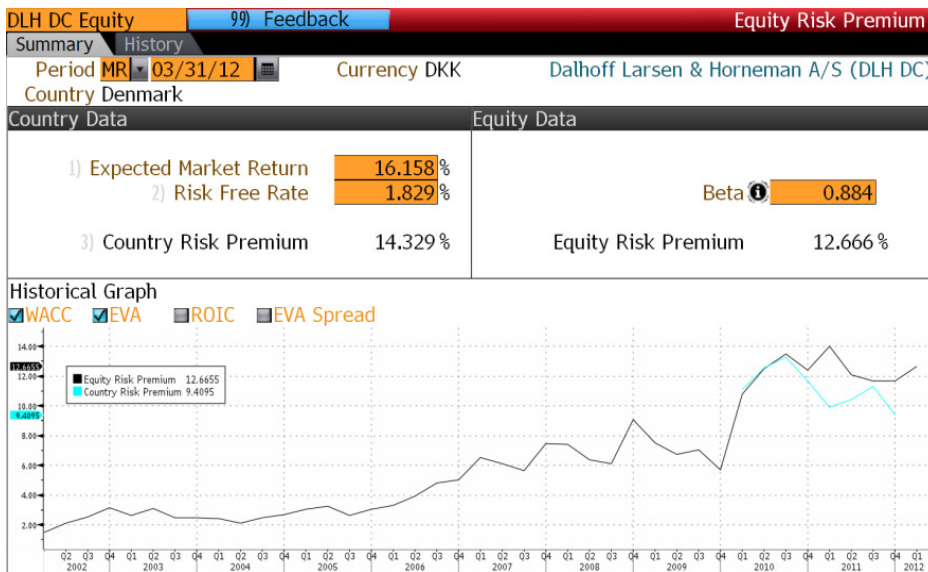 DLH DC Equity 99) Feedback Equity Risk Premium
Summary History
Period MR 03/31/12 Currency DKK Dalhoff Larsen & Horneman A/S (DLH DC)
Country Denmark
Country Data Equity Data
1) Expected Market Return 16.158 %
2) Risk Free Rate 1.829 % Beta 0.884
3) Country Risk Premium 14.329 % Equity Risk Premium 12.666 %
Historical Graph
WACC EVA ROIC EVA Spread
14.00
12.6655
12.00
10.00
9.4095
8.00
6.00
4.00
2.00
Equity Risk Premium 12.6655
Country Risk Premium 9.4095
Q2 Q3 Q4 Q1 Q2 Q3 Q4 Q1 Q2 Q3 Q4 Q1 Q2 Q3 Q4 Q1 Q2 Q3 Q4 Q1 Q2 Q3 Q4 Q1 Q2 Q3 Q4 Q1 Q2 Q3 Q4 Q1 Q2 Q3 Q4 Q1 Q2 Q3 Q4 Q1
2002 2003 2004 2005 2006 2007 2008 2009 2010 2011 2012